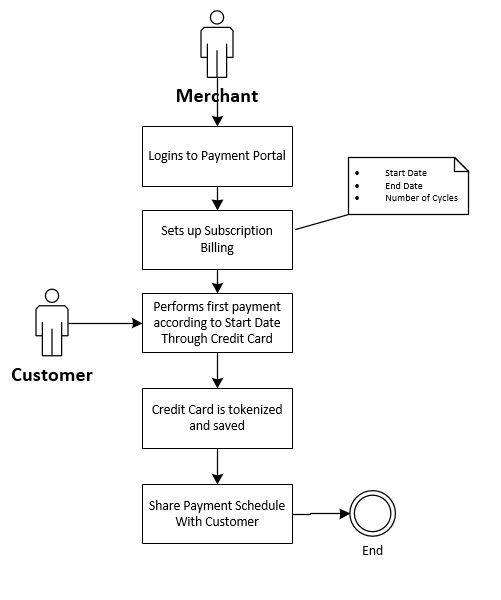 Merchant
Logins to Payment Portal
• Start Date
• End Date
• Number of Cycles
Sets up Subscription
Billing
Performs first payment
according to Start Date
Through Credit Card
Customer
Credit Card is tokenized
and saved
Share Payment Schedule
With Customer
End